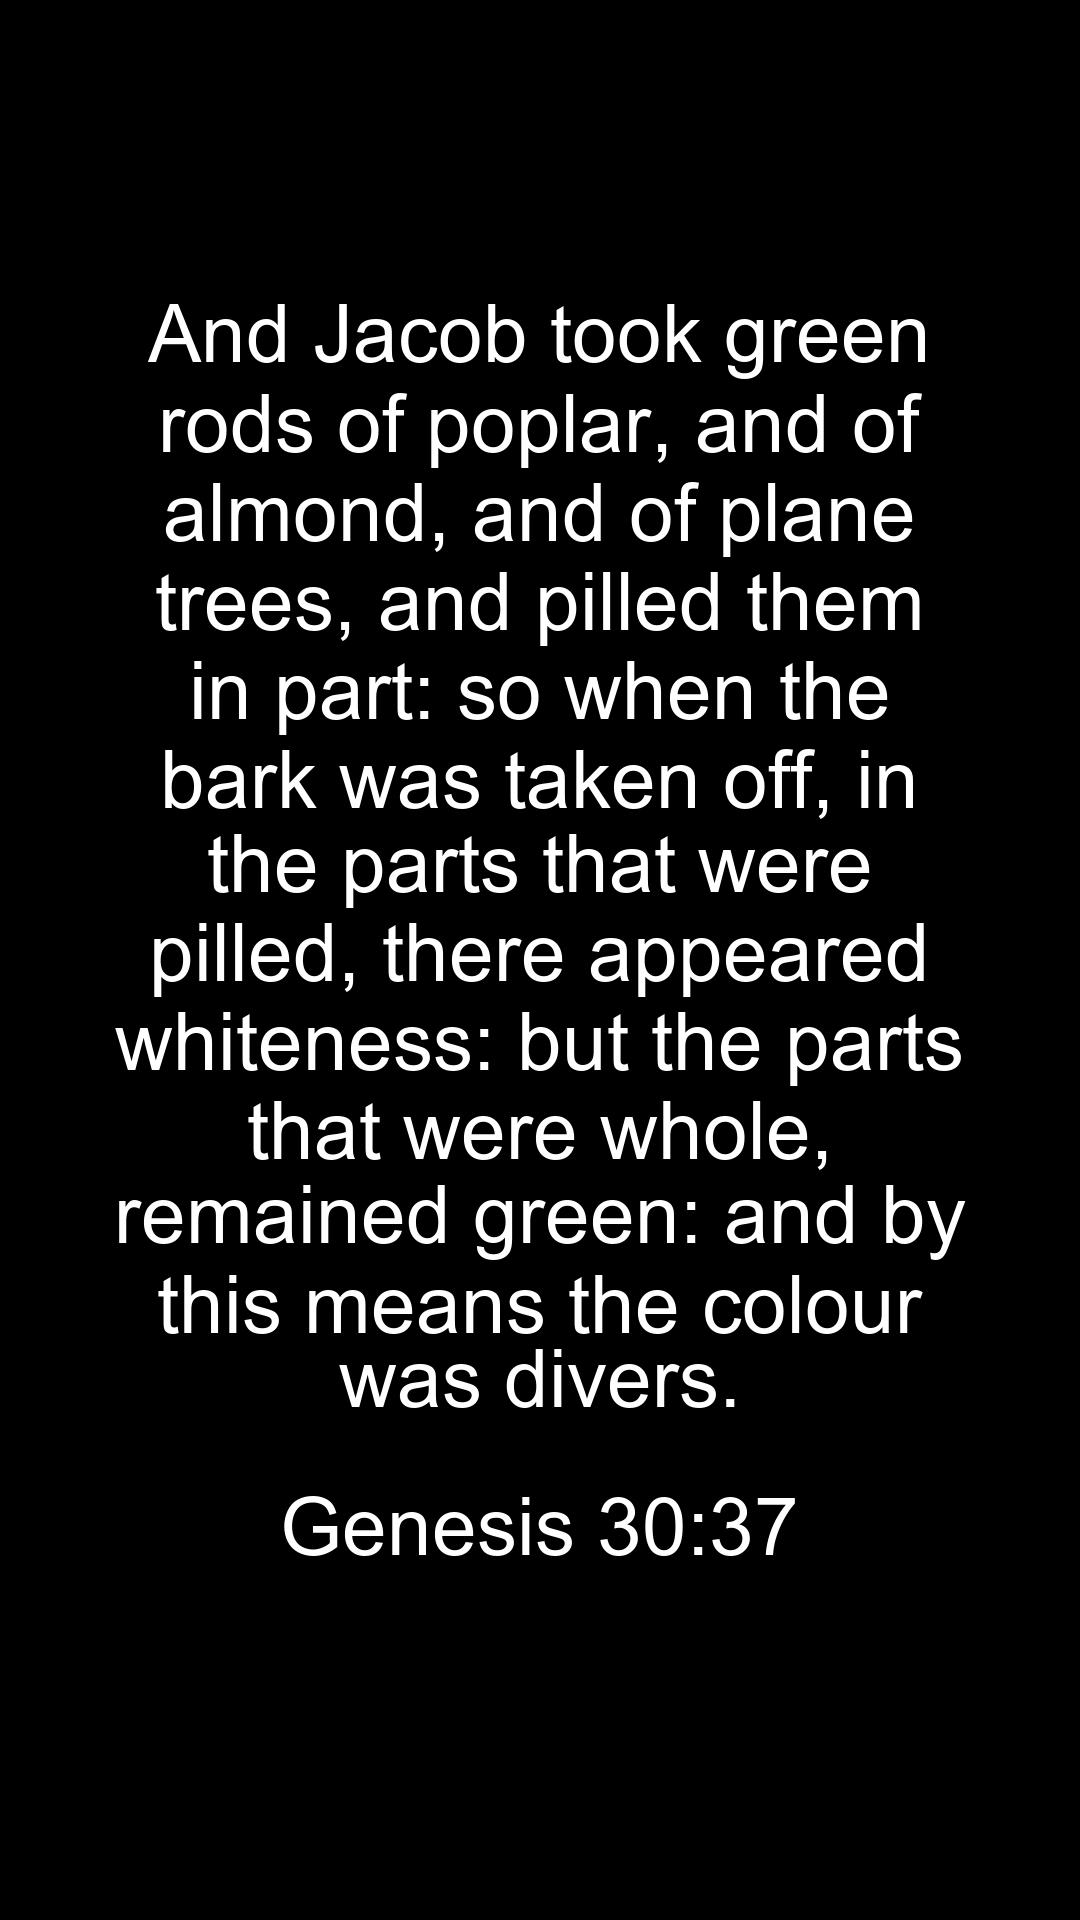 And Jacob took green
rods of poplar, and of
almond, and of plane
trees, and pilled them
in part: so when the
bark was taken off, in
the parts that were
pilled, there appeared
whiteness: but the parts
that were whole,
remained green: and by
this means the colour
was divers.
Genesis 30:37